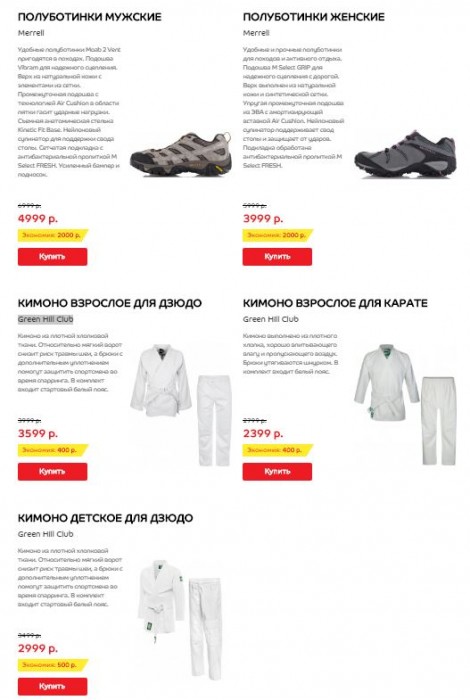 ПОЛУБОТИНКИ МУЖСКИЕ
Merrell
Удобные полуботинки Moab 2 Vent
пригодятся в походах. Подошва
Vibram для надежного сцепления.
Верх из натуральной кожи с
элементами из сетки.
Промежуточная подошва с
технологией Air Cushion в области
пятки гасит ударные нагрузки.
Съемная анатомическая стелька
Kinetic Fit Base. Нейлоновый
супинатор для поддержки свода
стопы. Сетчатая подкладка с
антибактериальной пропиткой M
Select FRESH. Усиленный бампер и
подносок.
6999 р.
4999 р.
Экономия: 2000 р.
Купить
ПОЛУБОТИНКИ ЖЕНСКИЕ
Merrell
Удобные и прочные полуботинки
для походов и активного отдыха.
Подошва M Select GRIP для
надежного сцепления с дорогой.
Верх выполнен из натуральной
кожи и синтетической сетки.
Упругая промежуточная подошва
из ЭВА с амортизирующей
вставкой Air Cushion. Нейлоновый
супинатор поддерживает свод
стопы и защищает от ударов.
Подкладка обработана
антибактериальной пропиткой M
Select FRESH.
5999 р.
3999 р.
Экономия: 2000 р.
Купить
КИМОНО ВЗРОСЛОЕ ДЛЯ ДЗЮДО
Green Hill Club
Кимоно из плотной хлопковой
ткани. Относительно мягкий ворот
снизит риск травмы шеи, а брюки с
дополнительным уплотнением
помогут защитить спортсмена во
время спарринга. В комплект
входит стартовый белый пояс.
3999 р.
3599 р.
Экономия: 400 р.
Купить
КИМОНО ВЗРОСЛОЕ ДЛЯ КАРАТЕ
Green Hill Club
Кимоно выполнено из плотного
хлопка, хорошо впитывающего
влагу и пропускающего воздух.
Брюки утягиваются шнурком. В
комплект входит белый пояс.
2799 р.
2399 р.
Экономия: 400 р.
Купить
КИМОНО ДЕТСКОЕ ДЛЯ ДЗЮДО
Green Hill Club
Кимоно из плотной хлопковой
ткани. Относительно мягкий ворот
снизит риск травмы шеи, а брюки с
дополнительным уплотнением
помогут защитить спортсмена во
время спарринга. В комплект
входит стартовый белый пояс.
3499 р.
2999 р.
Экономия: 500 р.
Купить